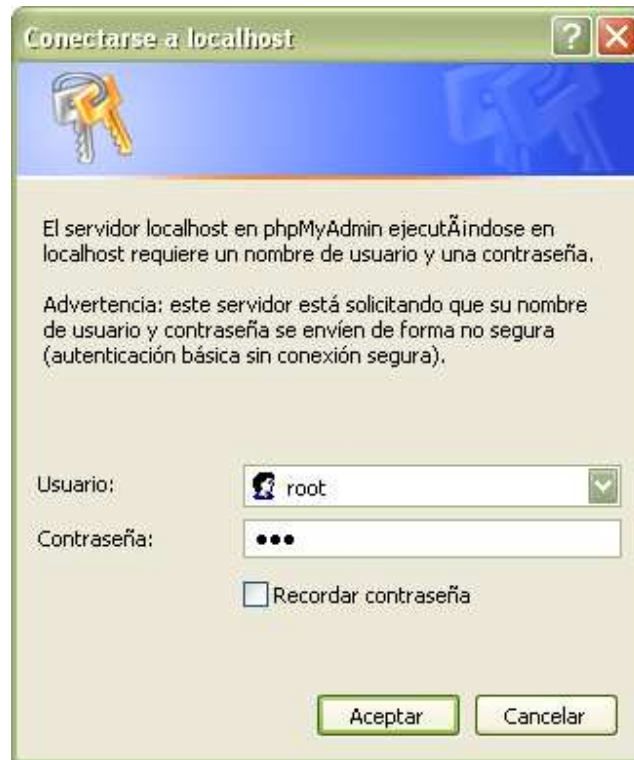 Conectarse a localhost
El servidor localhost en phpMyAdmin ejecutÃ¡ndose en
localhost requiere un nombre de usuario y una contraseña.
Advertencia: este servidor está solicitando que su nombre
de usuario y contraseña se envíen de forma no segura
(autenticación básica sin conexión segura).
Usuario:
root
Contraseña:
Recordar contraseña
Aceptar
Cancelar